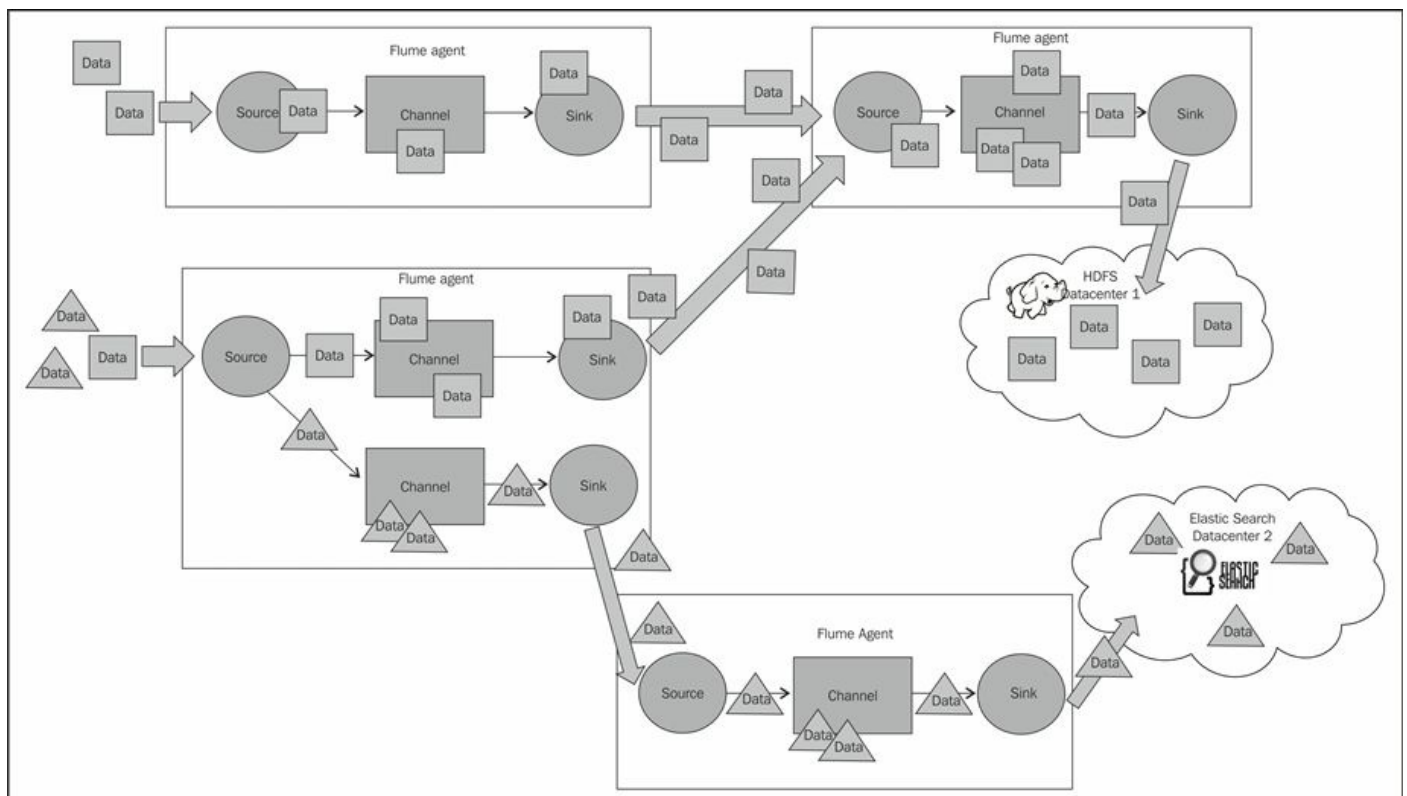 Flume agent
Data
Data
Source
Data
Channel
Data
Data
Sink
Data
Data
Flume agent
Source
Data
Data
Channel
Data
Data
Data
Sink
Data
Data
Data
Data
HDFS
Datacenter 1
Data
Data
Data
Data
Flume agent
Data
Data
Data
Source
Data
Data
Channel
Data
Data
Sink
Data
Channel
Data
Data
Data
Sink
Data
Data
Flume Agent
Source
Data
Channel
Data
Data
Data
Sink
Data
Elastic Search
Datacenter 2
Data
Data
ELASTIC
SEARCH
Data